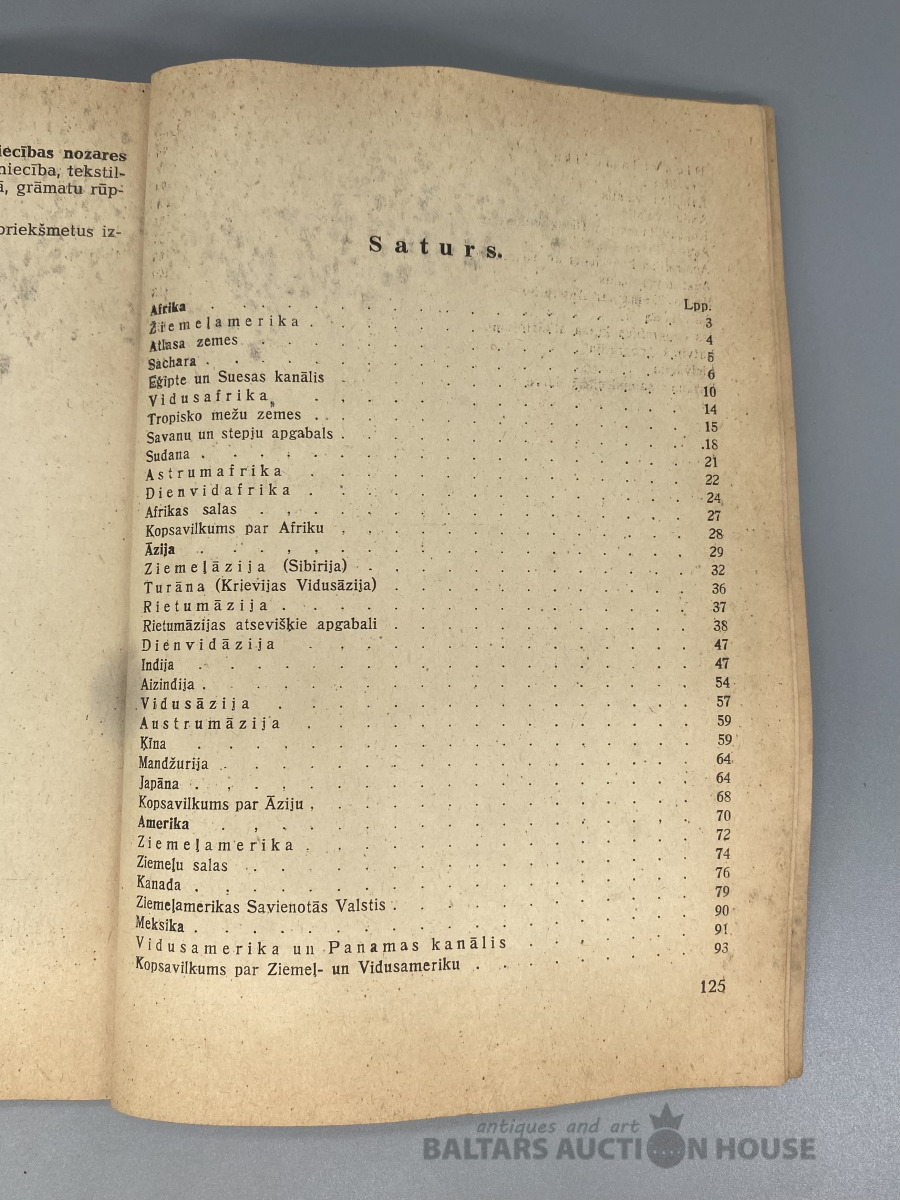 iecības nozares
niecība, tekstil-
ā, grāmatu rūp-
priekšmetus iz-
Saturs.
Lpp.
Afrika . . . . . . . . . . 3
Žiemeļamerika . . . . . . . . . . 4
Atlasa zemes . . . . . . . . . . 5
Sachara . . . . . . . . . . 6
Eģipte un Suesas kanālis . . . . . . . . . . 10
Vidusafrika„ . . . . . . . . . . 14
Tropisko mežu zemes . . . . . . . . . . 15
Savanu un stepju apgabals . . . . . . . . . . 18
Sudana . . . . . . . . . . 21
Astrumafrika . . . . . . . . . . 22
Dienvidafrika . . . . . . . . . . 24
Afrikas salas . . . . . . . . . . 27
Kopsavilkums par Afriku . . . . . . . . . . 28
Āzija . . . . . . . . . . 29
Ziemeļāzija (Sibirija) . . . . . . . . . . 32
Turāna (Krievijas Vidusāzija) . . . . . . . . . . 36
Rietumāzija . . . . . . . . . . 37
Rietumāzijas atsevišķie apgabali . . . . . . . . . . 38
Dienvidāzija . . . . . . . . . . 47
Indija . . . . . . . . . . 47
Aizindija . . . . . . . . . . 54
Vidusāzija . . . . . . . . . . 57
Austrumāzija . . . . . . . . . . 59
Ķīna . . . . . . . . . . 59
Mandžurija . . . . . . . . . . 64
Japāna . . . . . . . . . . 64
Kopsavilkums par Āziju . . . . . . . . . . 68
Amerika . . . . . . . . . . 70
Ziemeļamerika . . . . . . . . . . 72
Ziemeļu salas . . . . . . . . . . 74
Kanada . . . . . . . . . . 76
Ziemeļamerikas Savienotās Valstis . . . . . . . . . . 79
Meksika . . . . . . . . . . 90
Vidusamerika un Panamas kanālis . . . . . . . . . . 91
Kopsavilkums par Ziemeļ- un Vidusameriku . . . . . . . . . . 93
125
antiques and art
BALTARS AUCTION HOUSE